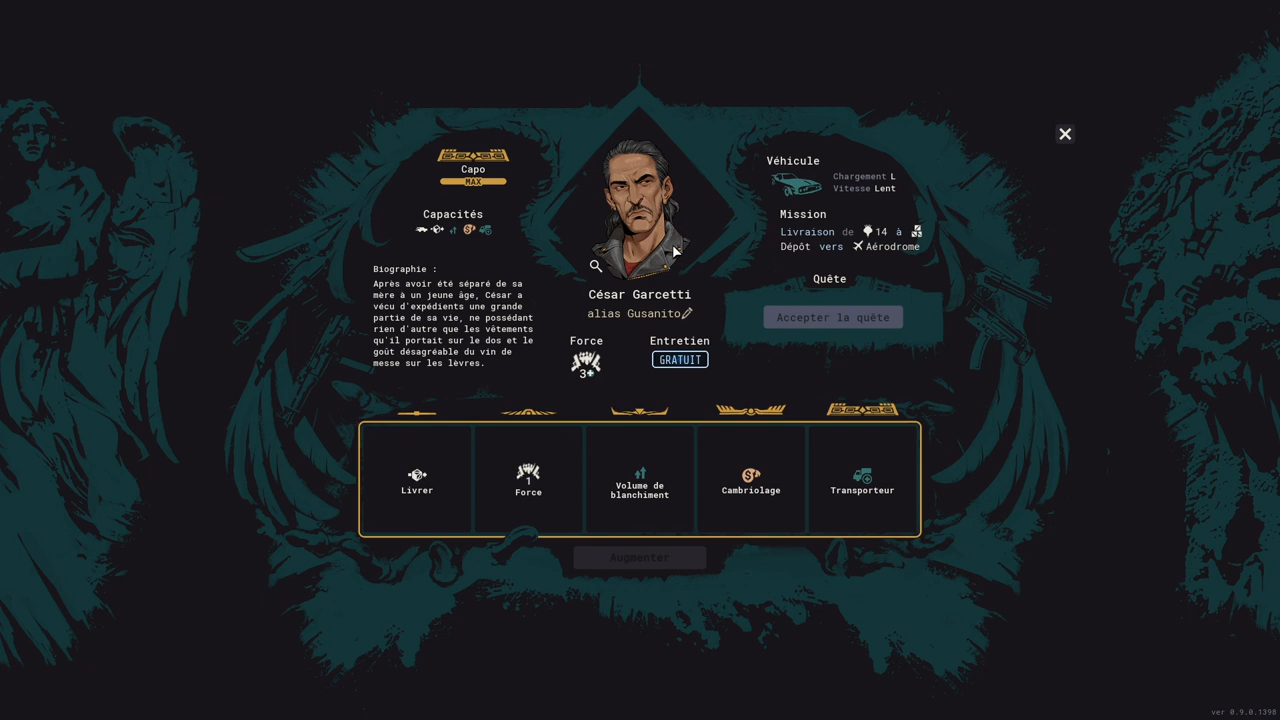 Capo
MAX
Capacités
Biographie :
Après avoir été séparé de sa
mère à un jeune âge, César a
vécu d'expédients une grande
partie de sa vie, ne possédant
rien d'autre que les vêtements
qu'il portait sur le dos et le
goût désagréable du vin de
messe sur les lèvres.
César Garcetti
alias Gusanito
Force
3+
Entretien
GRATUIT
Véhicule
Chargement L
Vitesse Lent
Mission
Livraison de 14 à
Dépôt vers Aérodrome
Quête
Accepter la quête
Livrer
1
Force
Volume de
blanchiment
Cambriolage
Transporteur
Augmenter
ver 0.9.0.1390